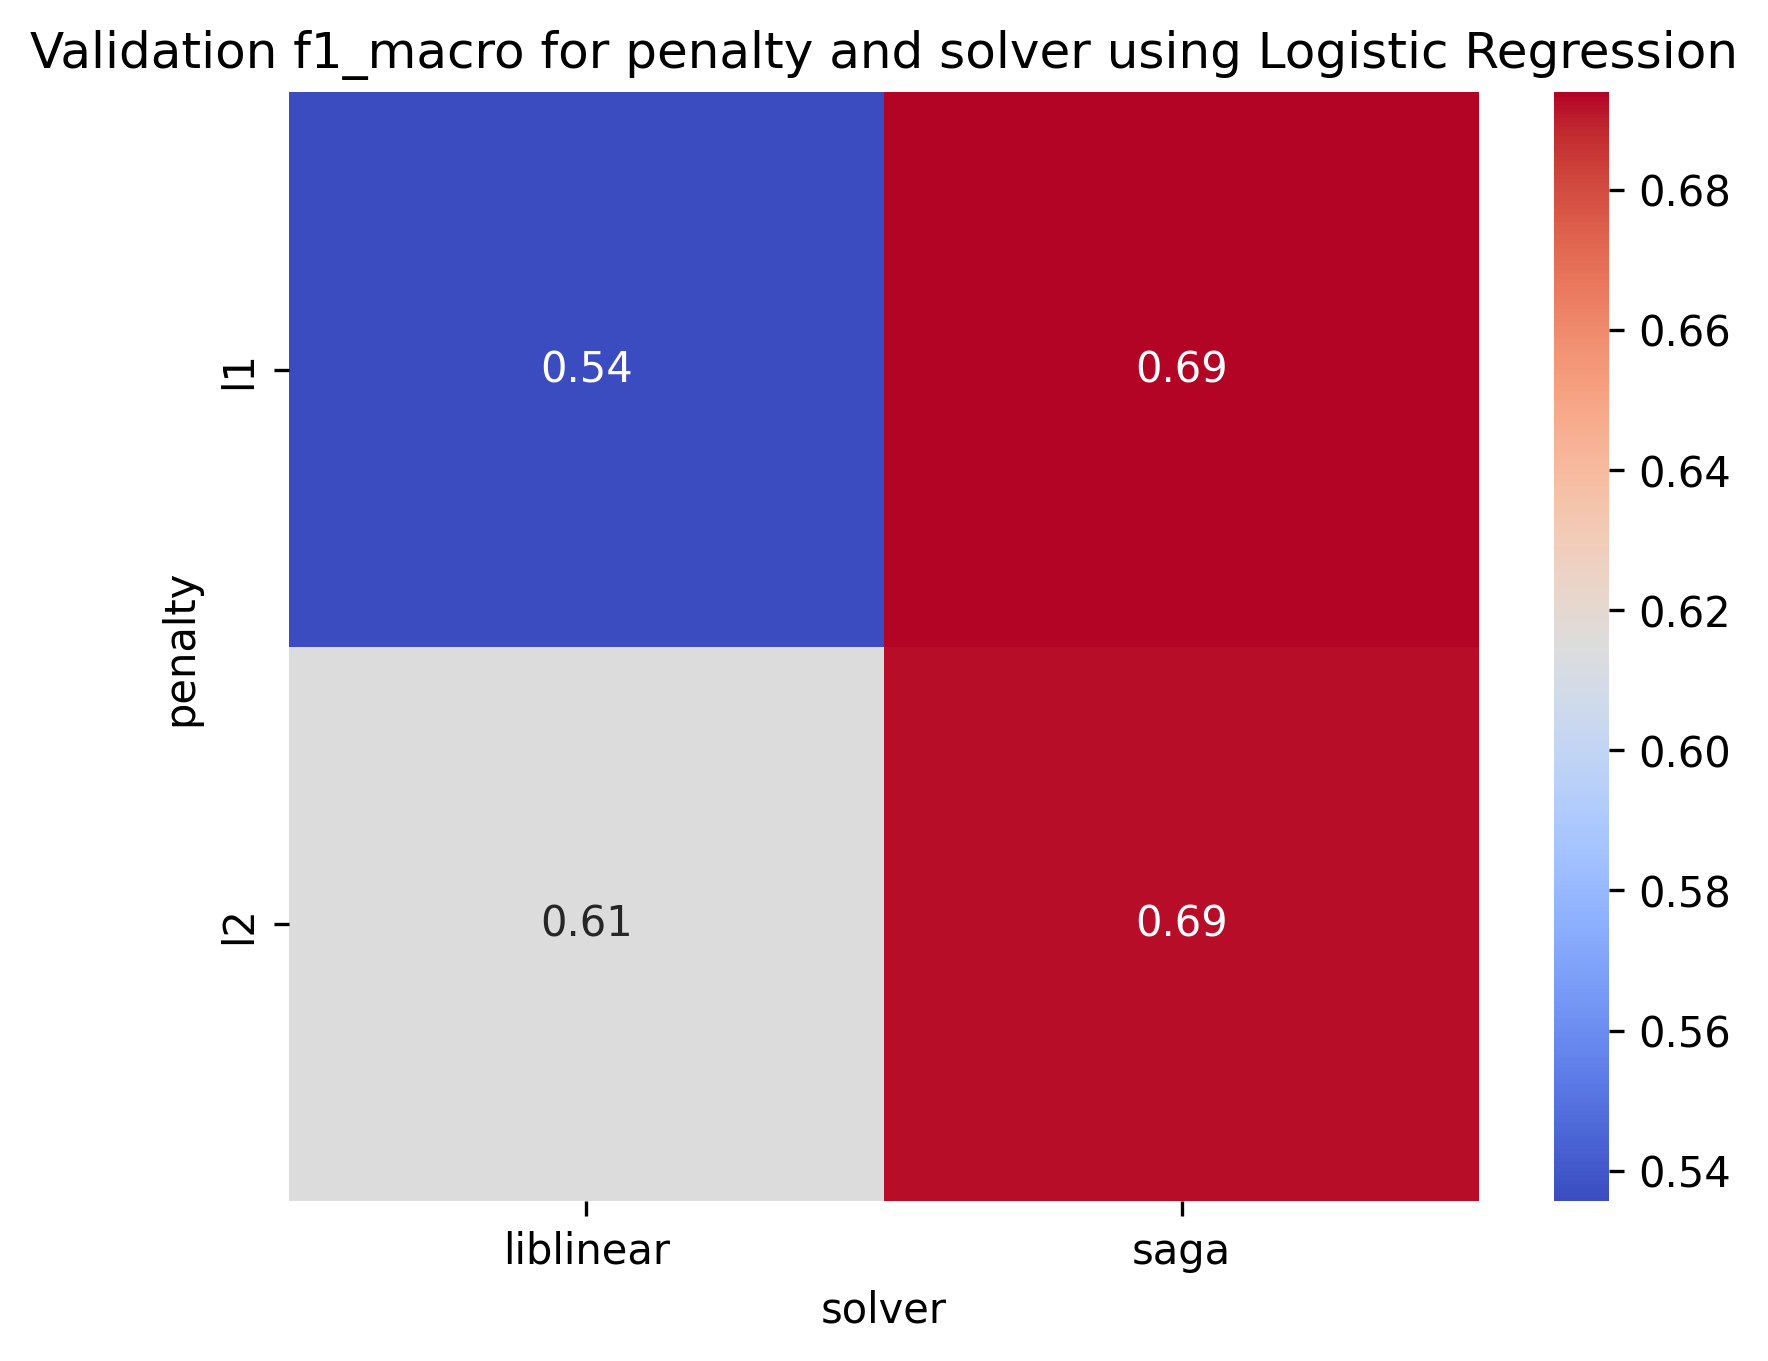 Validation f1_macro for penalty and solver using Logistic Regression
penalty
l1
l2
0.54
0.69
0.61
0.69
liblinear
saga
solver
0.68
0.66
0.64
0.62
0.60
0.58
0.56
0.54